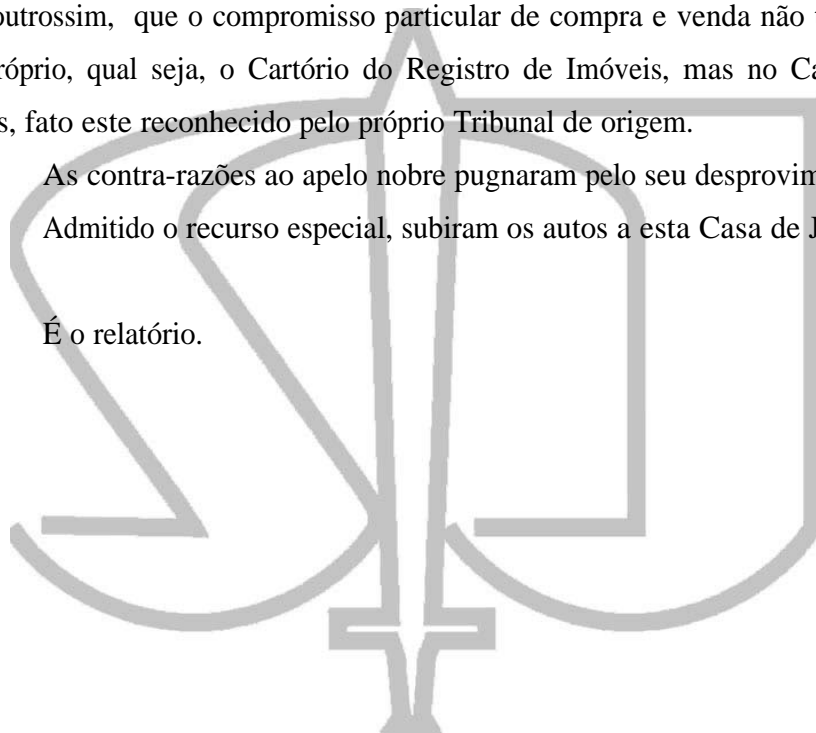 outrossim, que o compromisso particular de compra e venda não
róprio, qual seja, o Cartório do Registro de Imóveis, mas no
s, fato este reconhecido pelo próprio Tribunal de origem.
As contra-razões ao apelo nobre pugnaram pelo seu
Admitido o recurso especial, subiram os autos a esta Casa de
É o relatório.